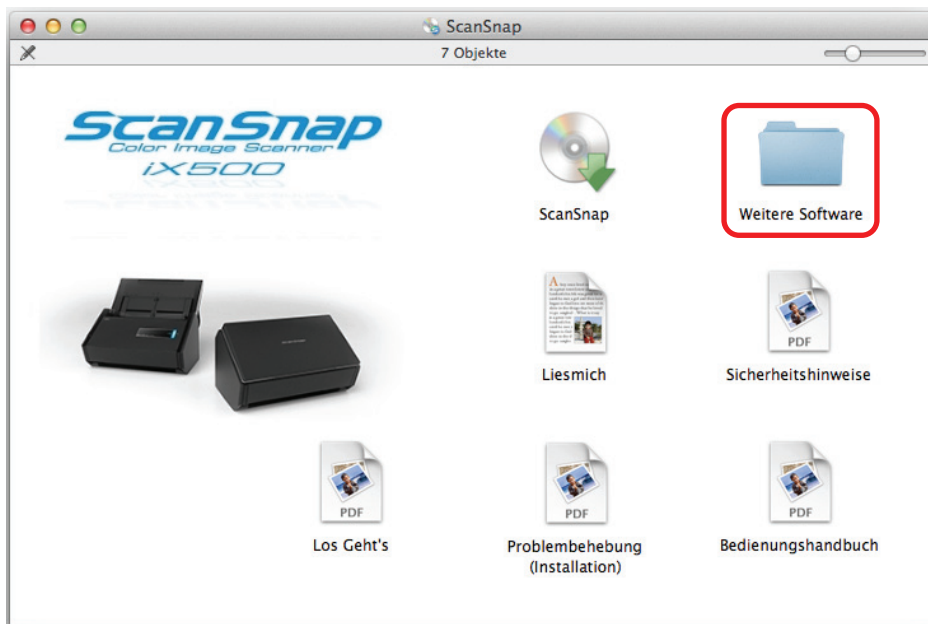 ScanSnap
7 Objekte
ScanSnap
Color Image Scanner
iX500
ScanSnap
Weitere Software
Liesmich
PDF
Sicherheitshinweise
PDF
Los Geht's
PDF
Problembehebung
(Installation)
PDF
Bedienungshandbuch